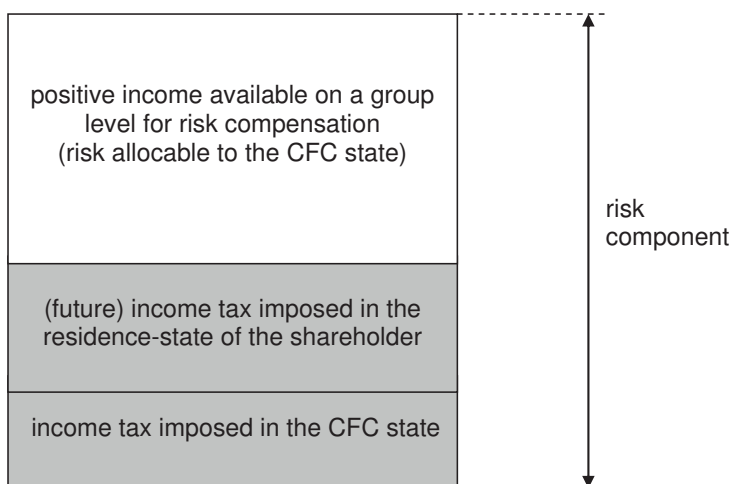 positive income available on a group
level for risk compensation
(risk allocable to the CFC state)
risk
component
(future) income tax imposed in the
residence-state of the shareholder
income tax imposed in the CFC state